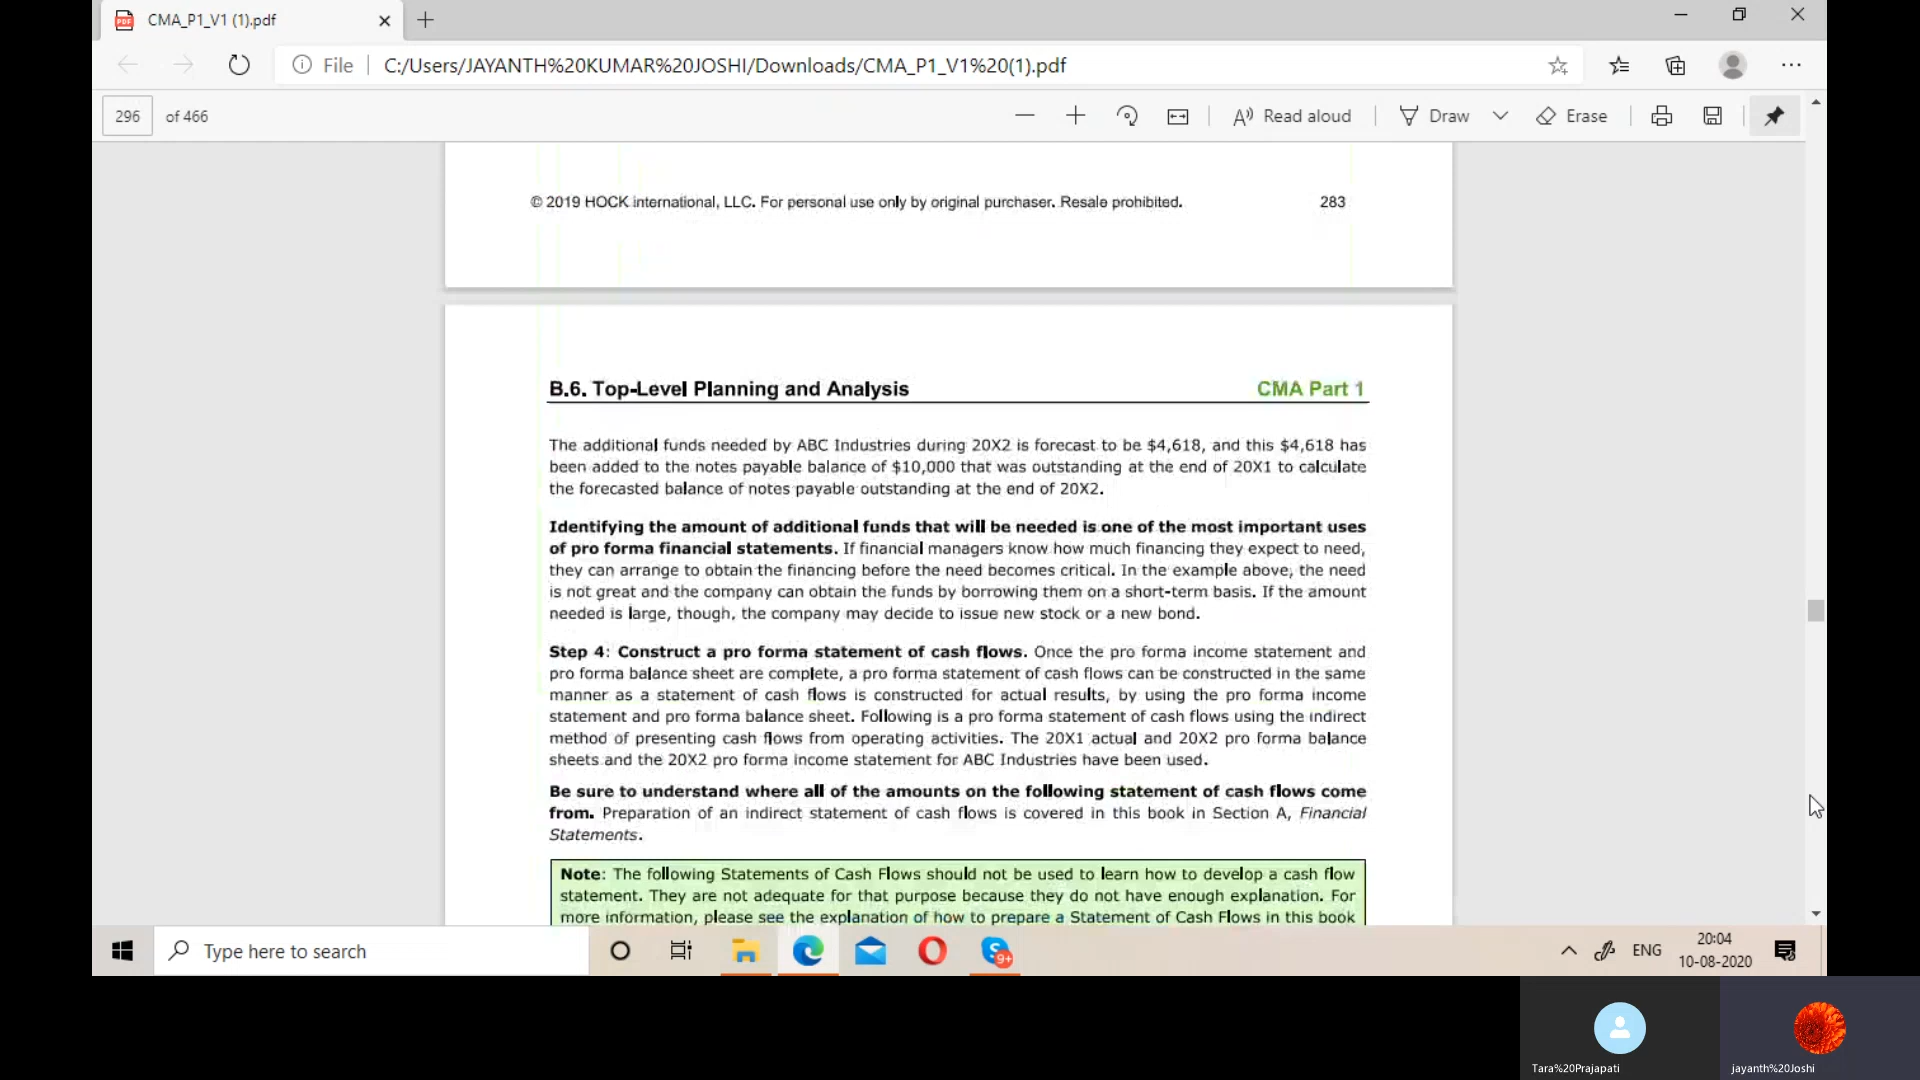 CMA_P1_V1 (1).pdf
File C:/Users/JAYANTH%20KUMAR%20JOSHI/Downloads/CMA_P1_V1%20(1).pdf
296 of 466 Read aloud Draw Erase
© 2019 HOCK international, LLC. For personal use only by original purchaser. Resale prohibited. 283
B.6. Top-Level Planning and Analysis CMA Part 1
The additional funds needed by ABC Industries during 20X2 is forecast to be $4,618, and this $4,618 has
been added to the notes payable balance of $10,000 that was outstanding at the end of 20X1 to calculate
the forecasted balance of notes payable outstanding at the end of 20X2.
Identifying the amount of additional funds that will be needed is one of the most important uses
of pro forma financial statements. If financial managers know how much financing they expect to need,
they can arrange to obtain the financing before the need becomes critical. In the example above, the need
is not great and the company can obtain the funds by borrowing them on a short-term basis. If the amount
needed is large, though, the company may decide to issue new stock or a new bond.
Step 4: Construct a pro forma statement of cash flows. Once the pro forma income statement and
pro forma balance sheet are complete, a pro forma statement of cash flows can be constructed in the same
manner as a statement of cash flows is constructed for actual results, by using the pro forma income
statement and pro forma balance sheet. Following is a pro forma statement of cash flows using the indirect
method of presenting cash flows from operating activities. The 20X1 actual and 20X2 pro forma balance
sheets and the 20X2 pro forma income statement for ABC Industries have been used.
Be sure to understand where all of the amounts on the following statement of cash flows come
from. Preparation of an indirect statement of cash flows is covered in this book in Section A, Financial
Statements.
Note: The following Statements of Cash Flows should not be used to learn how to develop a cash flow
statement. They are not adequate for that purpose because they do not have enough explanation. For
more information, please see the explanation of how to prepare a Statement of Cash Flows in this book
Type here to search 9+ ENG 20:04
10-08-2020
Tara%20Prajapati jayanth%20Joshi